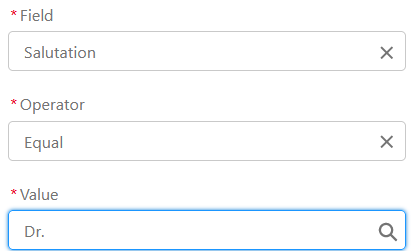 * Field
Salutation
* Operator
Equal
* Value
Dr.